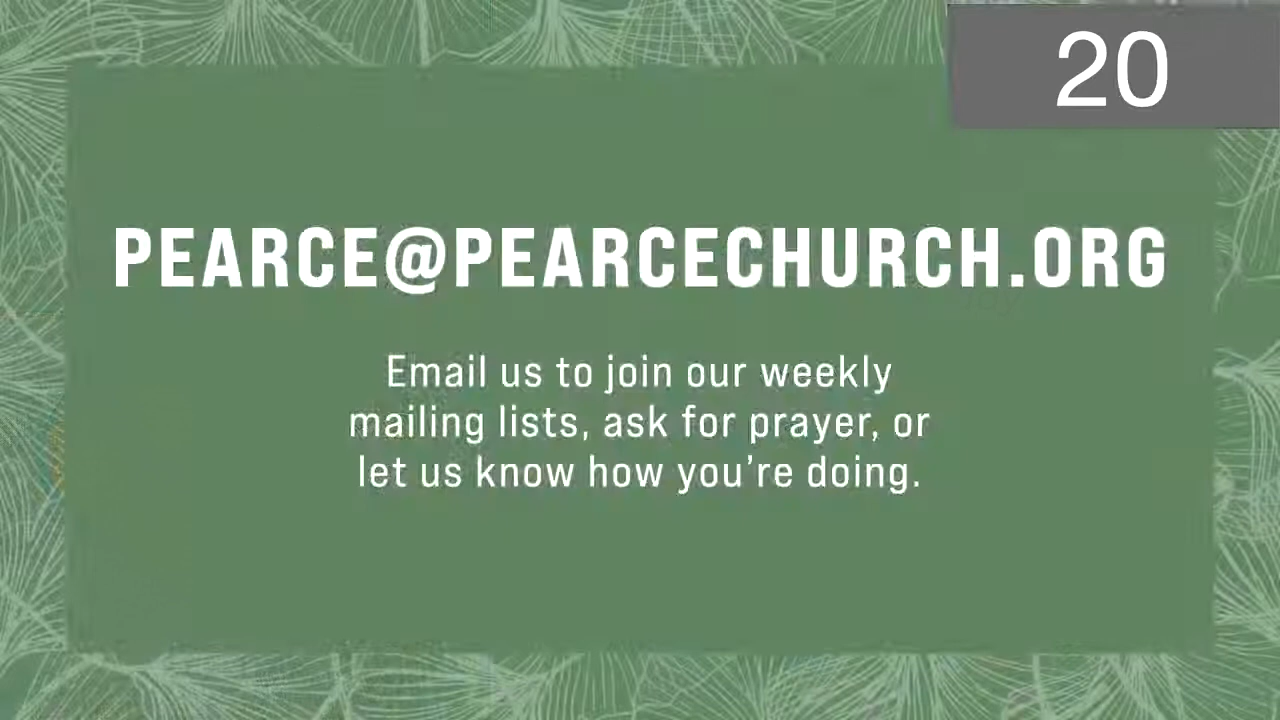 20
PEARCE@PEARCECHURCH.ORG
Email us to join our weekly
mailing lists, ask for prayer, or
let us know how you’re doing.